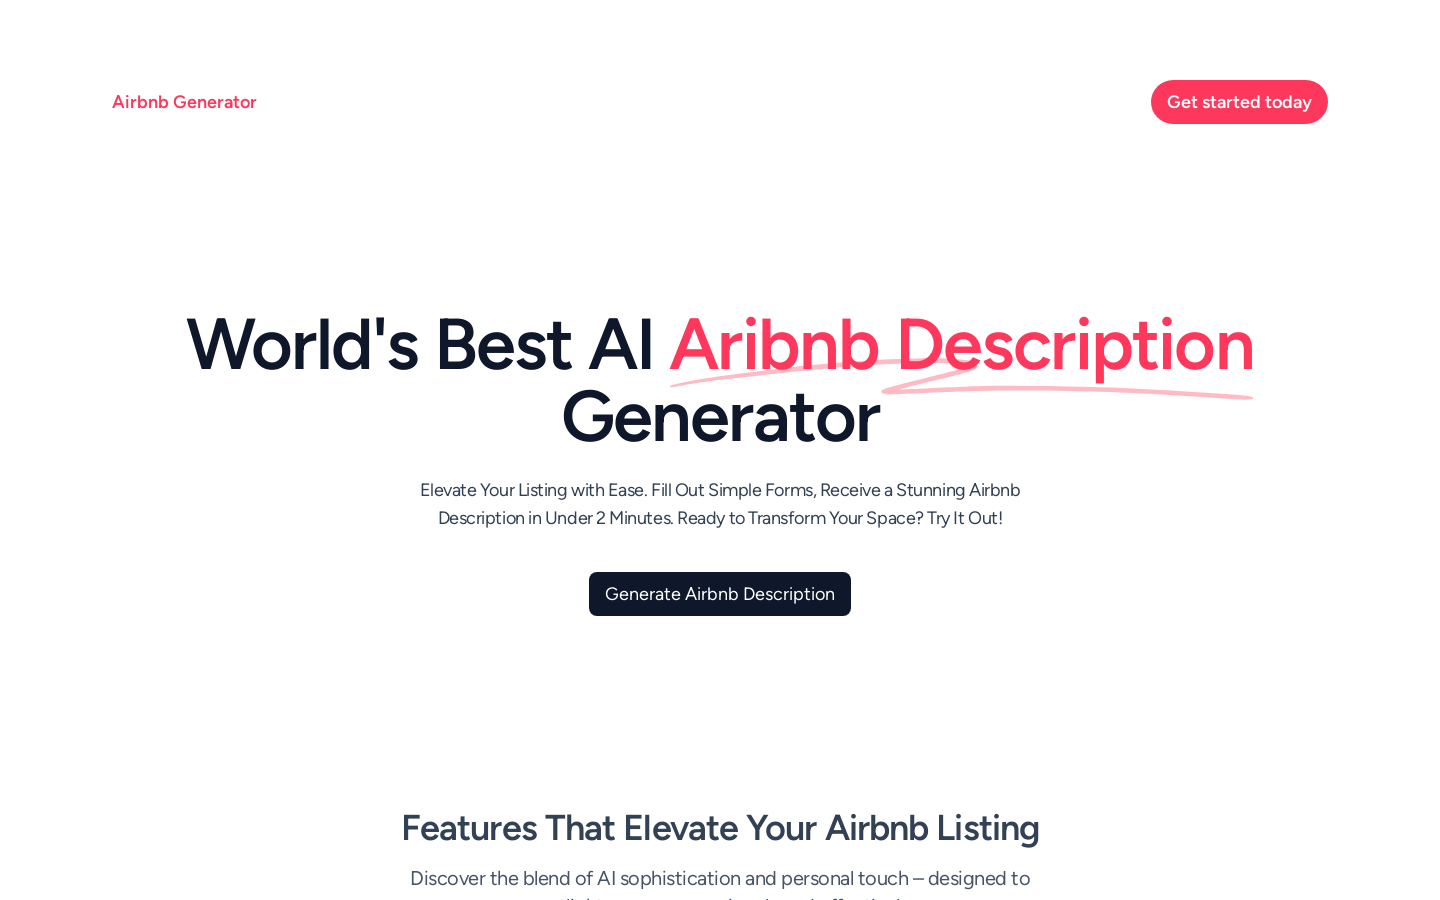 Airbnb Generator
Get started today
World's Best AI Aribnb Description
Generator
Elevate Your Listing with Ease. Fill Out Simple Forms, Receive a Stunning Airbnb
Description in Under 2 Minutes. Ready to Transform Your Space? Try It Out!
Generate Airbnb Description
Features That Elevate Your Airbnb Listing
Discover the blend of AI sophistication and personal touch – designed to